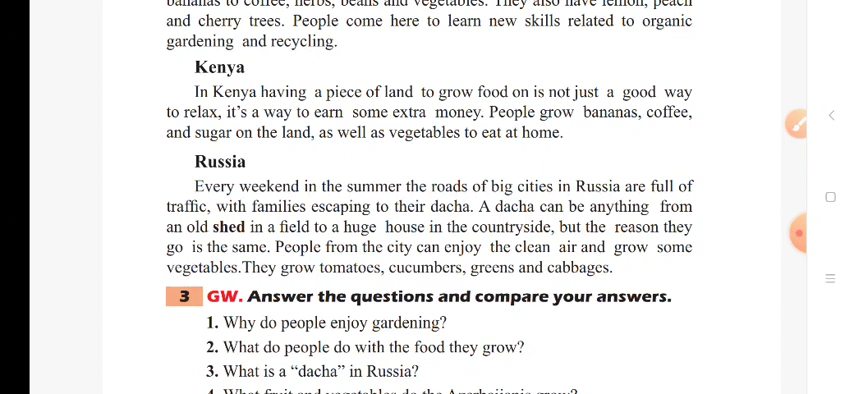 bananas to coffee, herbs, beans and vegetables. They also have lemon, peach
and cherry trees. People come here to learn new skills related to organic
gardening and recycling.
Kenya
In Kenya having a piece of land to grow food on is not just a good way
to relax, it's a way to earn some extra money. People grow bananas, coffee,
and sugar on the land, as well as vegetables to eat at home.
Russia
Every weekend in the summer the roads of big cities in Russia are full of
traffic, with families escaping to their dacha. A dacha can be anything from
an old shed in a field to a huge house in the countryside, but the reason they
go is the same. People from the city can enjoy the clean air and grow some
vegetables.They grow tomatoes, cucumbers, greens and cabbages.
3 GW. Answer the questions and compare your answers.
1. Why do people enjoy gardening?
2. What do people do with the food they grow?
3. What is a “dacha” in Russia?
4. What fruit and vegetables do the Azerbaijanis grow?